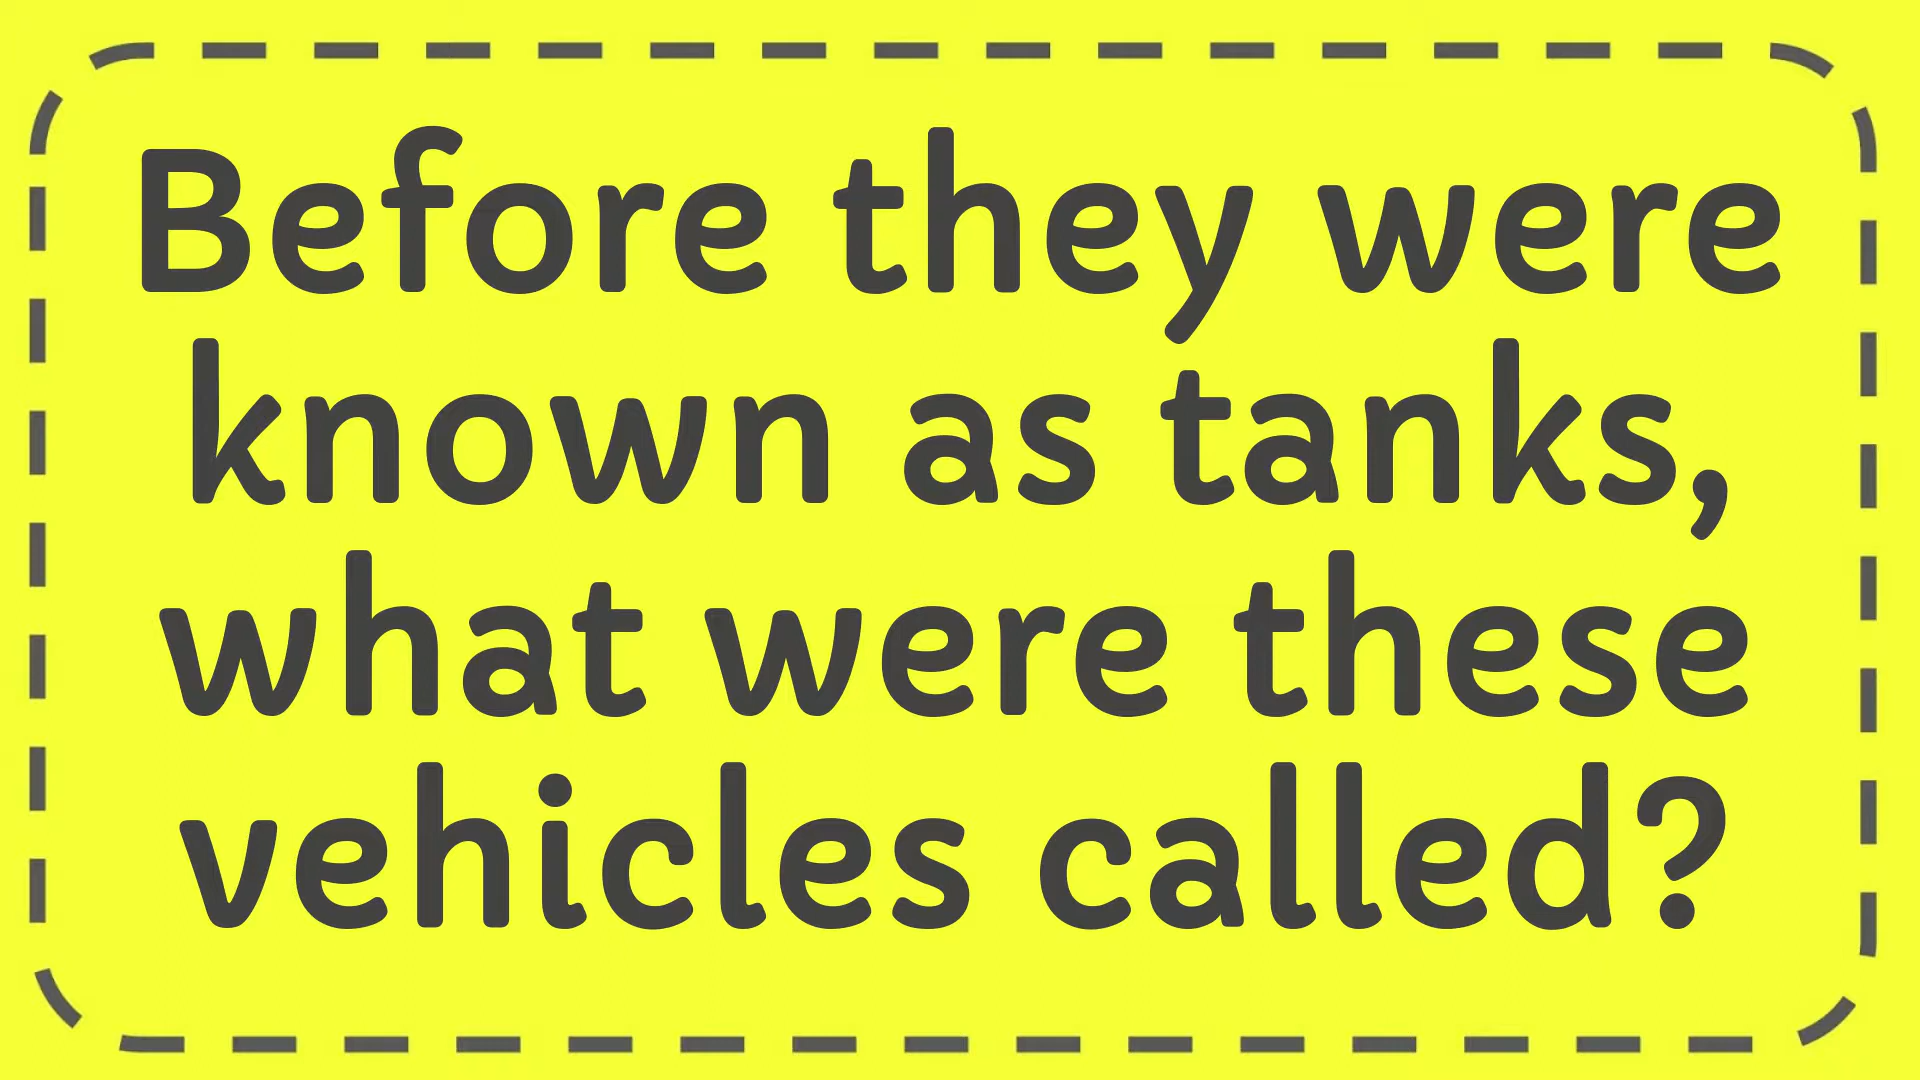 Before they were
known as tanks,
what were these
vehicles called?